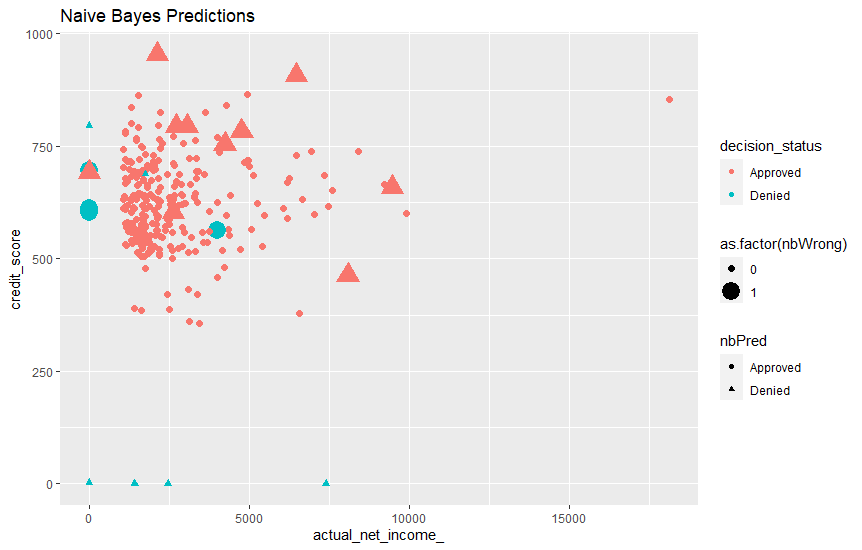 Naive Bayes Predictions
1000
750
500
250
0
credit_score
0
5000
10000
15000
actual_net_income_
decision_status
Approved
Denied
as.factor(nbWrong)
0
1
nbPred
Approved
Denied